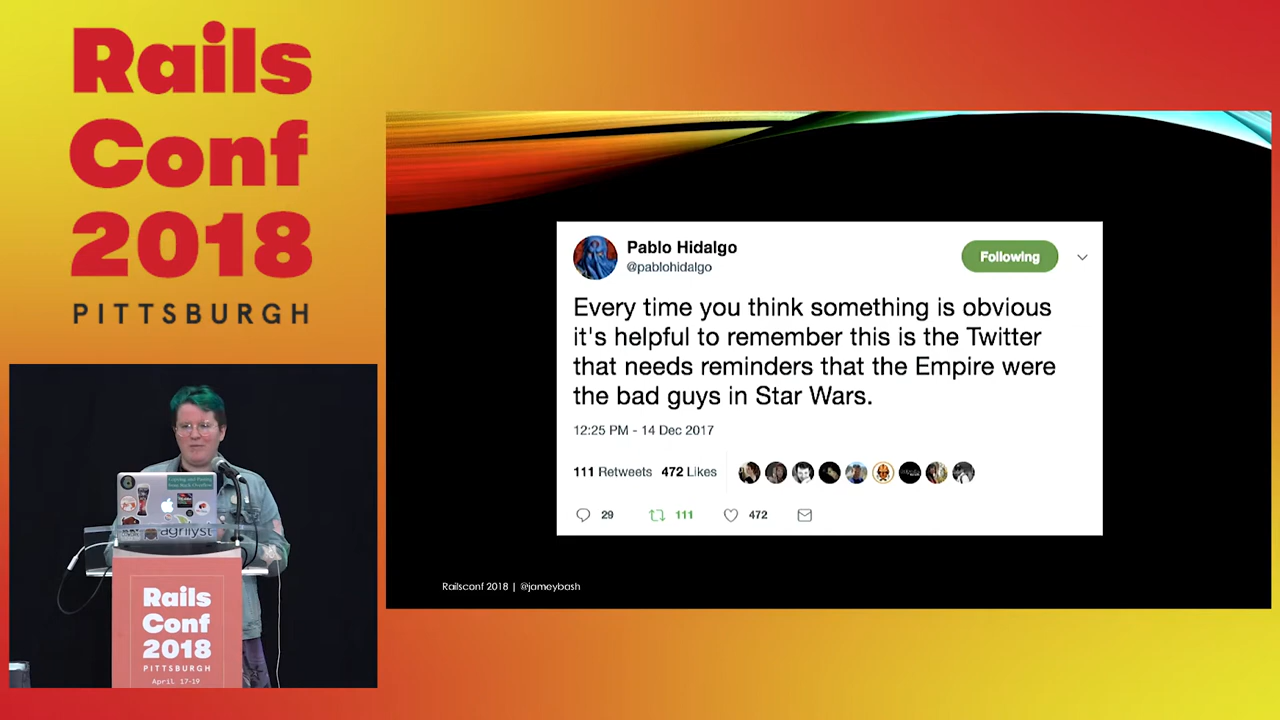 Rails
Conf
2018
PITTSBURGH
Pablo Hidalgo
@pablohidalgo
Following
Every time you think something is obvious
it's helpful to remember this is the Twitter
that needs reminders that the Empire were
the bad guys in Star Wars.
12:25 PM - 14 Dec 2017
111 Retweets 472 Likes
29 111 472
Railsconf 2018 | @jameybash
agrilyst
Rails
Conf
2018
PITTSBURGH
April 17-19